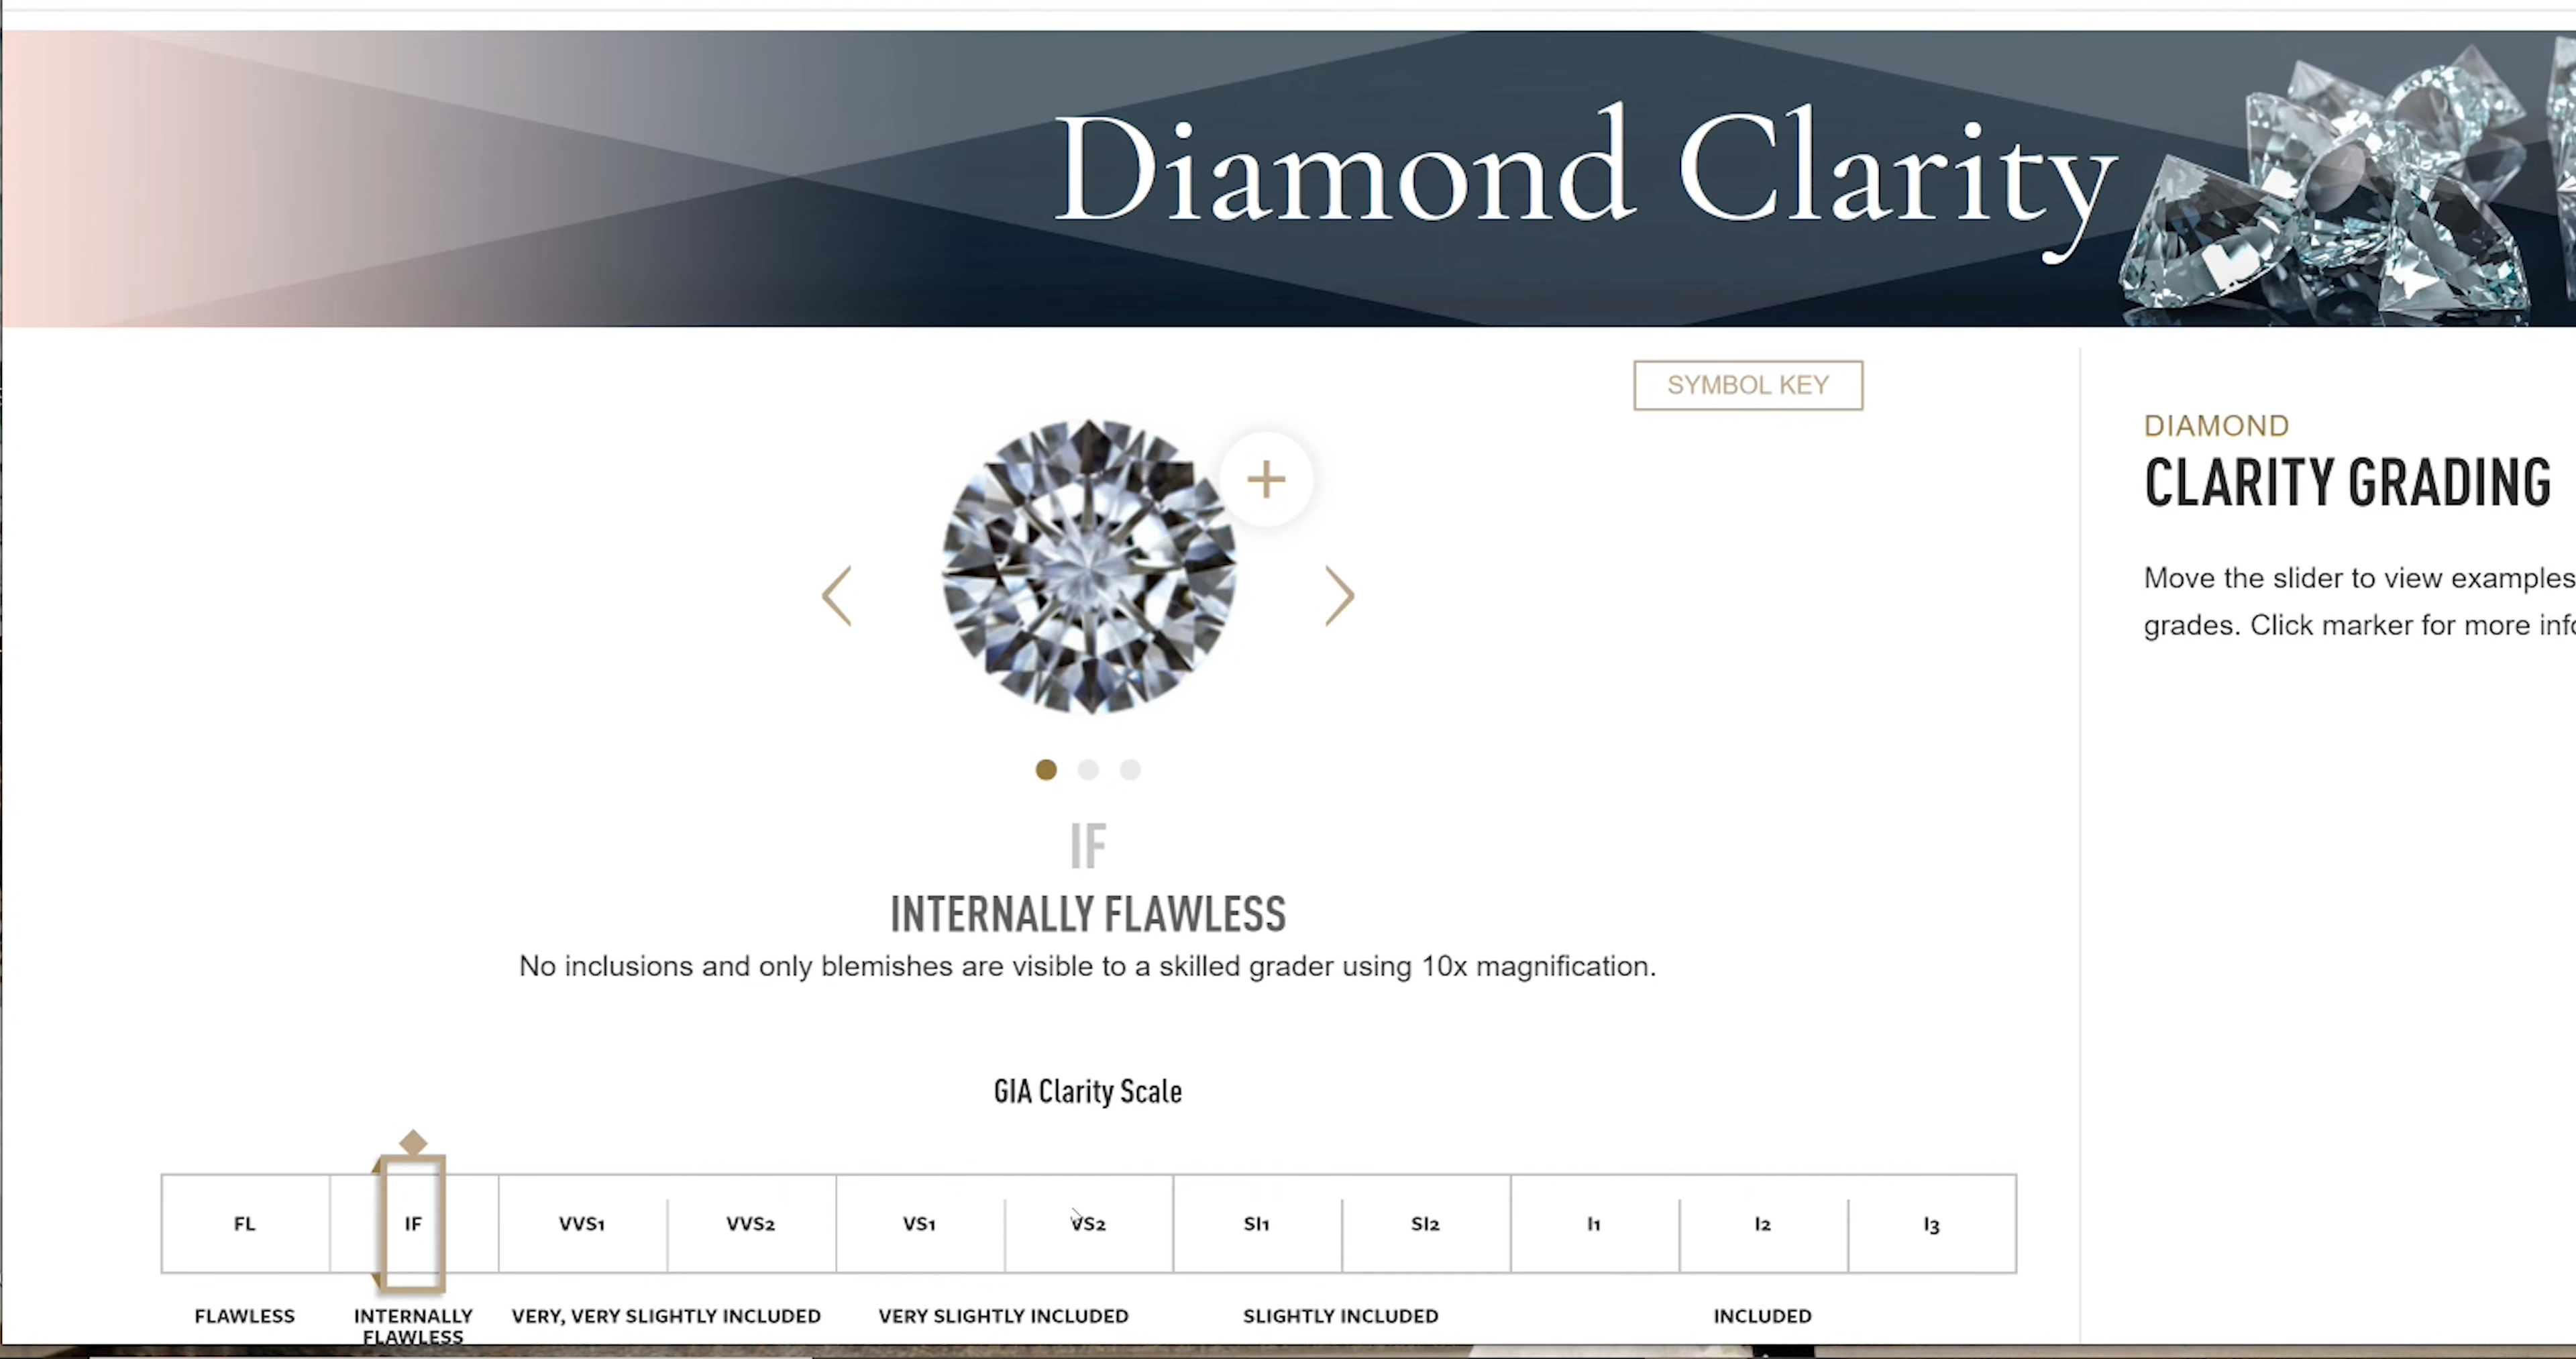 Diamond Clarity
SYMBOL KEY
IF
INTERNALLY FLAWLESS
No inclusions and only blemishes are visible to a skilled grader using 10x magnification.
GIA Clarity Scale
FL
IF
VVS1
VVS2
VS1
VS2
SI1
SI2
I1
I2
I3
FLAWLESS
INTERNALLY
FLAWLESS
VERY, VERY SLIGHTLY INCLUDED
VERY SLIGHTLY INCLUDED
SLIGHTLY INCLUDED
INCLUDED
DIAMOND
CLARITY GRADING
Move the slider to view examples
grades. Click marker for more